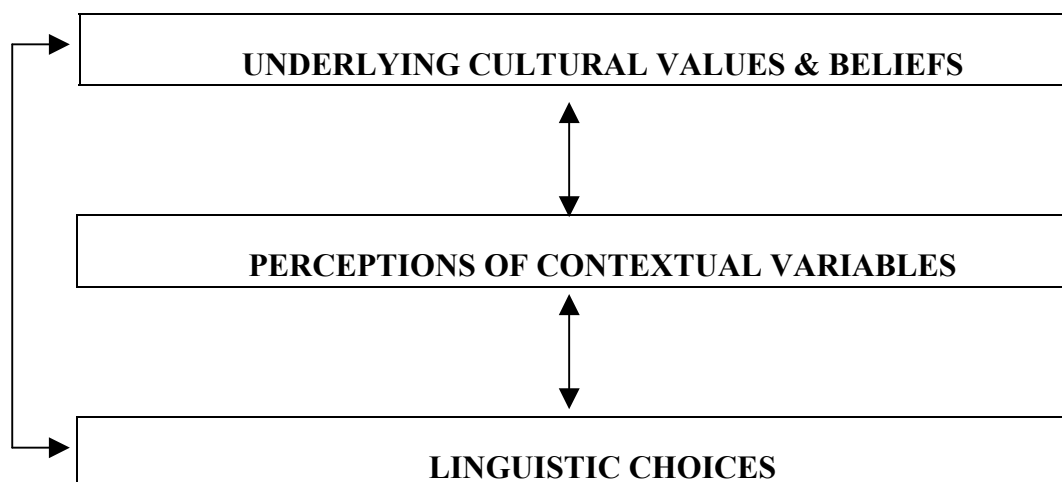 UNDERLYING CULTURAL VALUES & BELIEFS
PERCEPTIONS OF CONTEXTUAL VARIABLES
LINGUISTIC CHOICES